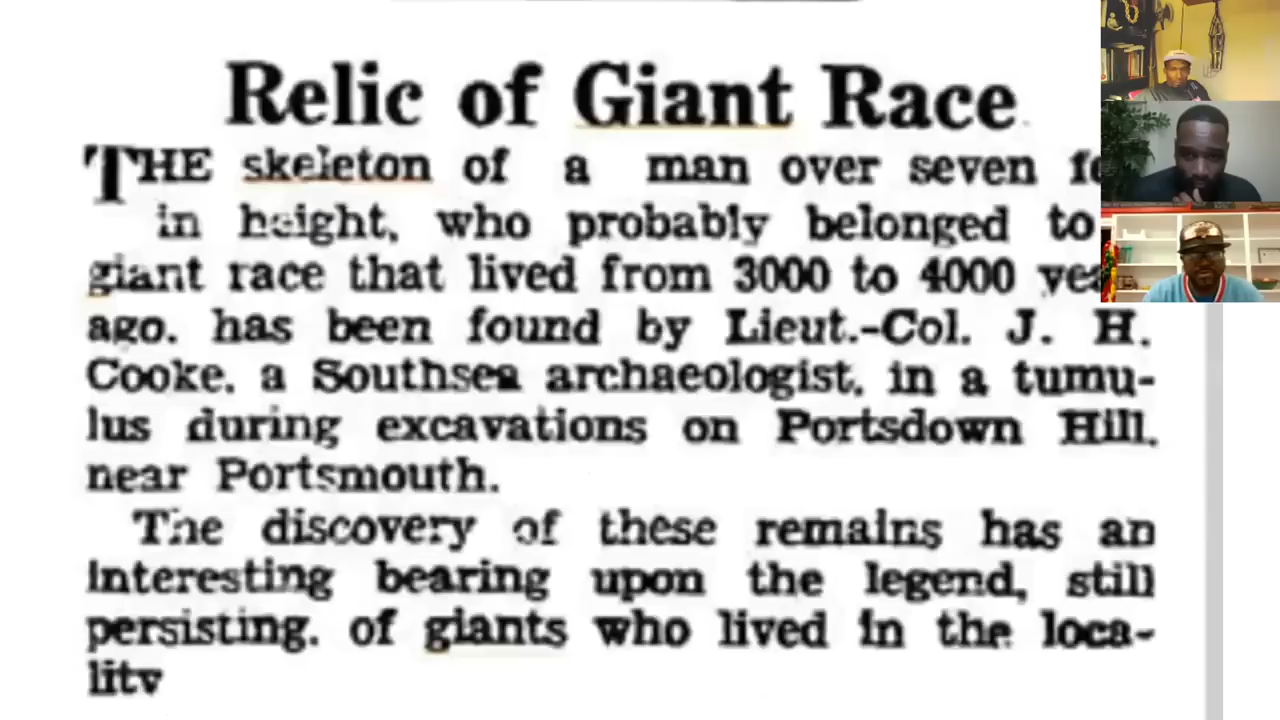 Relic of Giant Race
THE skeleton of a man over seven
in height, who probably belonged to
giant race that lived from 3000 to 4000
ago. has been found by Lieut.-Col. J. H.
Cooke. a Southsea archaeologist. in a tumu-
lus during excavations on Portsdown Hill.
near Portsmouth.
The discovery of these remains has an
interesting bearing upon the legend, still
persisting. of giants who lived in the loca-
lity